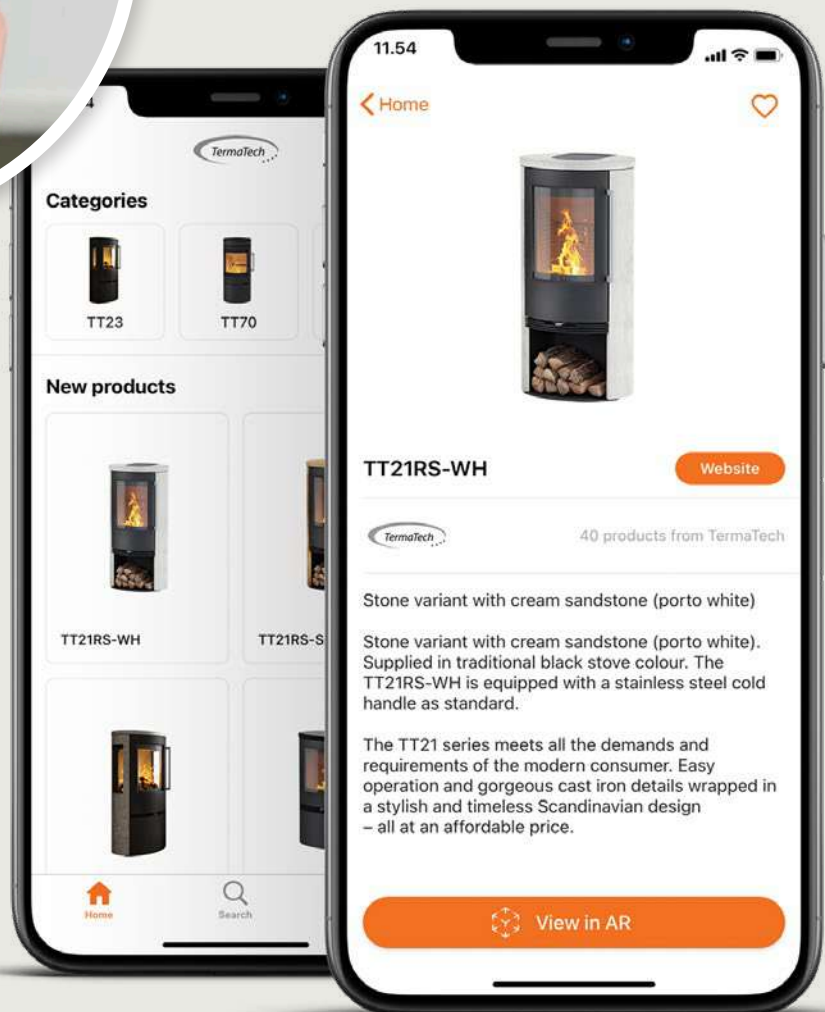 4
TermaTech
Categories
TT23
TT70
New products
TT21RS-WH
TT21RS-S
Home
Search
11.54
Home
TT21RS-WH
Website
TermaTech
40 products from TermaTech
Stone variant with cream sandstone (porto white)
Stone variant with cream sandstone (porto white).
Supplied in traditional black stove colour. The
TT21RS-WH is equipped with a stainless steel cold
handle as standard.
The TT21 series meets all the demands and
requirements of the modern consumer. Easy
operation and gorgeous cast iron details wrapped in
a stylish and timeless Scandinavian design
– all at an affordable price.
View in AR